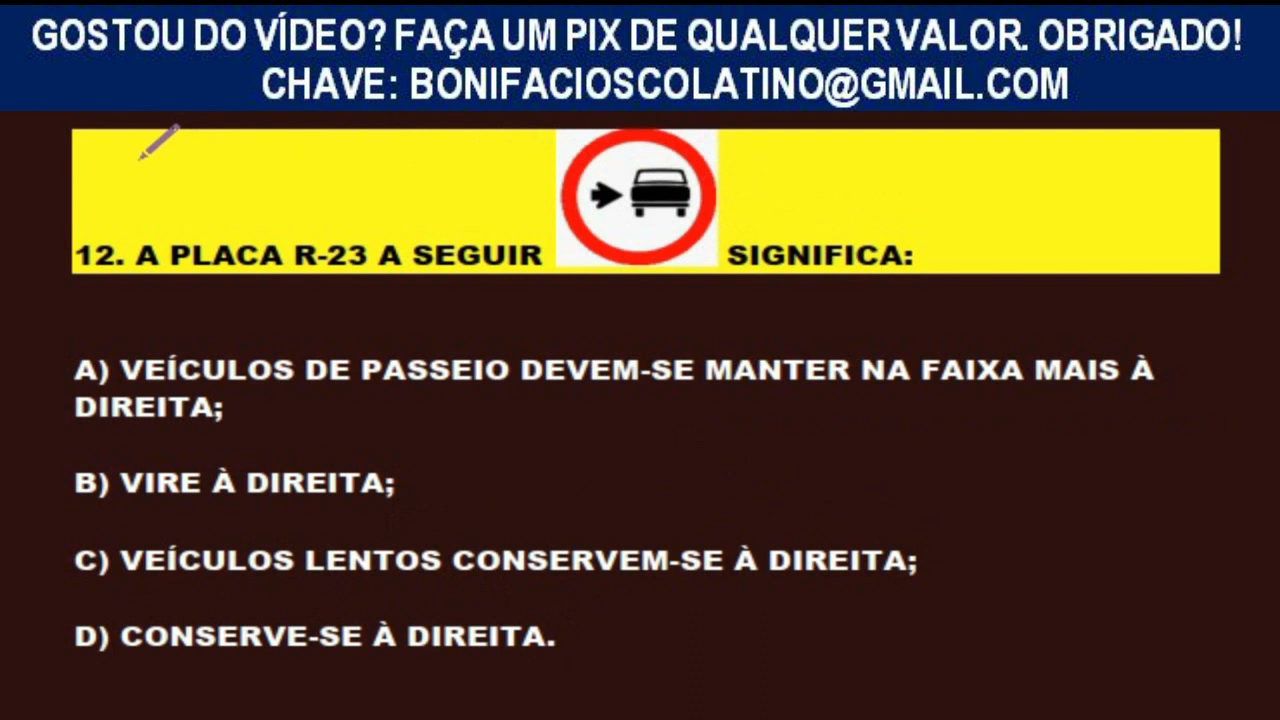 GOSTOU DO VÍDEO? FAÇA UM PIX DE QUALQUER VALOR. OBRIGADO!
CHAVE: BONIFACIOSCOLATINO@GMAIL.COM
12. A PLACA R-23 A SEGUIR SIGNIFICA:
A) VEÍCULOS DE PASSEIO DEVEM-SE MANTER NA FAIXA MAIS À
DIREITA;
B) VIRE À DIREITA;
C) VEÍCULOS LENTOS CONSERVEM-SE À DIREITA;
D) CONSERVE-SE À DIREITA.